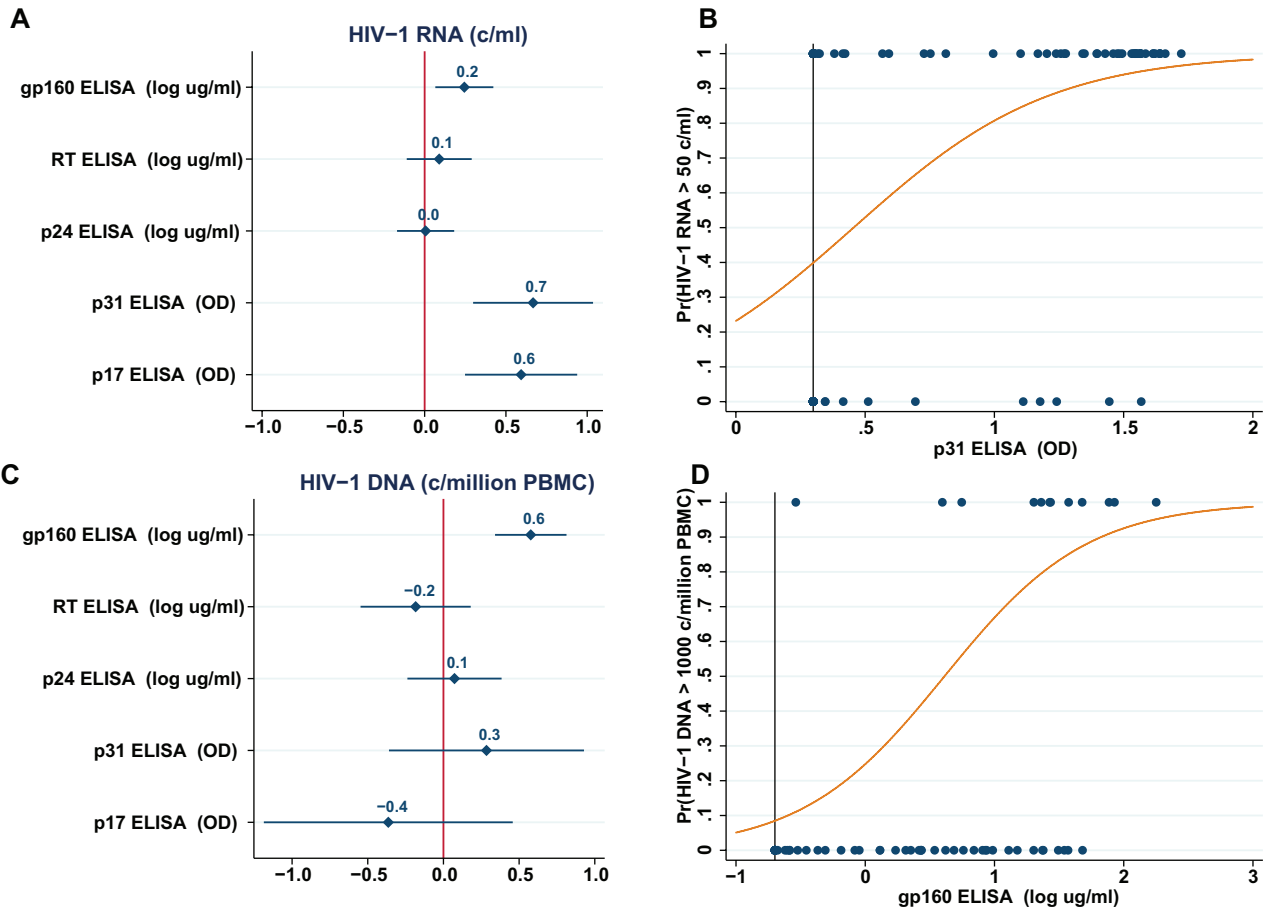 A
HIV−1 RNA (c/ml)
gp160 ELISA (log ug/ml)
0.2
RT ELISA (log ug/ml)
0.1
p24 ELISA (log ug/ml)
0.0
p31 ELISA (OD)
0.7
p17 ELISA (OD)
0.6
−1.0 −0.5 0.0 0.5 1.0
B
Pr(HIV−1 RNA > 50 c/ml)
1
.9
.8
.7
.6
.5
.4
.3
.2
.1
0
0 .5 1 1.5 2
p31 ELISA (OD)
C
HIV−1 DNA (c/million PBMC)
gp160 ELISA (log ug/ml)
0.6
RT ELISA (log ug/ml)
−0.2
p24 ELISA (log ug/ml)
0.1
p31 ELISA (OD)
0.3
p17 ELISA (OD)
−0.4
−1.0 −0.5 0.0 0.5 1.0
D
Pr(HIV−1 DNA > 1000 c/million PBMC)
1
.9
.8
.7
.6
.5
.4
.3
.2
.1
0
−1 0 1 2 3
gp160 ELISA (log ug/ml)